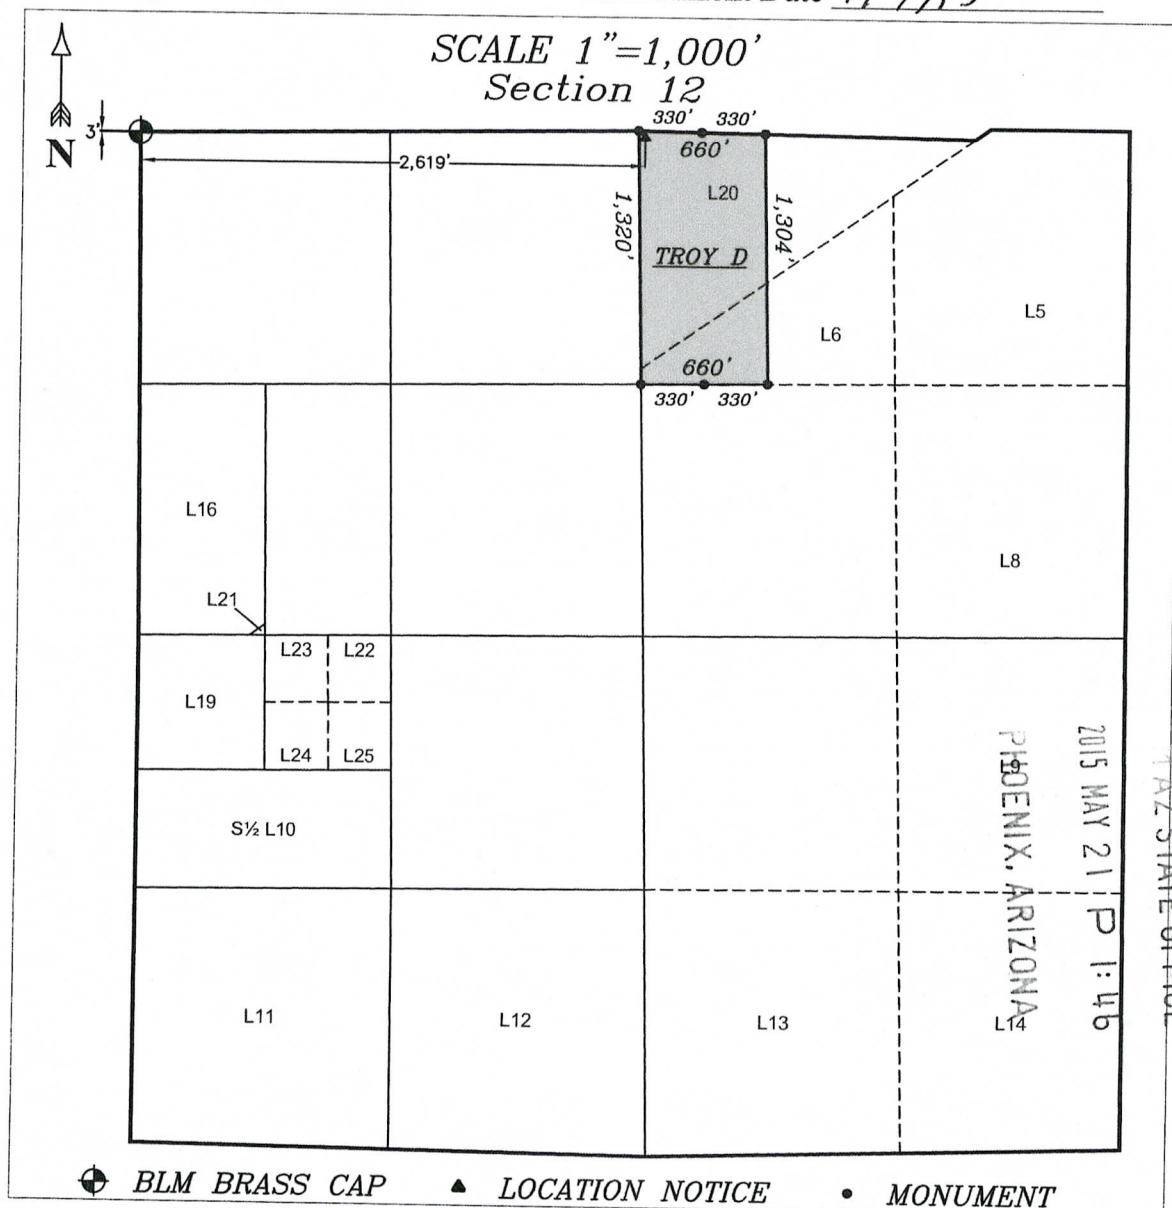 SCALE 1"=1,000'
Section 12
N
3'
330' 330'
660'
2,619'
L20
1,320'
1,304'
TROY D
L5
L6
660'
330' 330'
L16
L8
L21
L23 L22
L19
L24 L25
L9
S½ L10
2015 MAY 21 P 1:46
PHOENIX, ARIZONA
L11
L12
L13
L14
BLM BRASS CAP
LOCATION NOTICE
MONUMENT